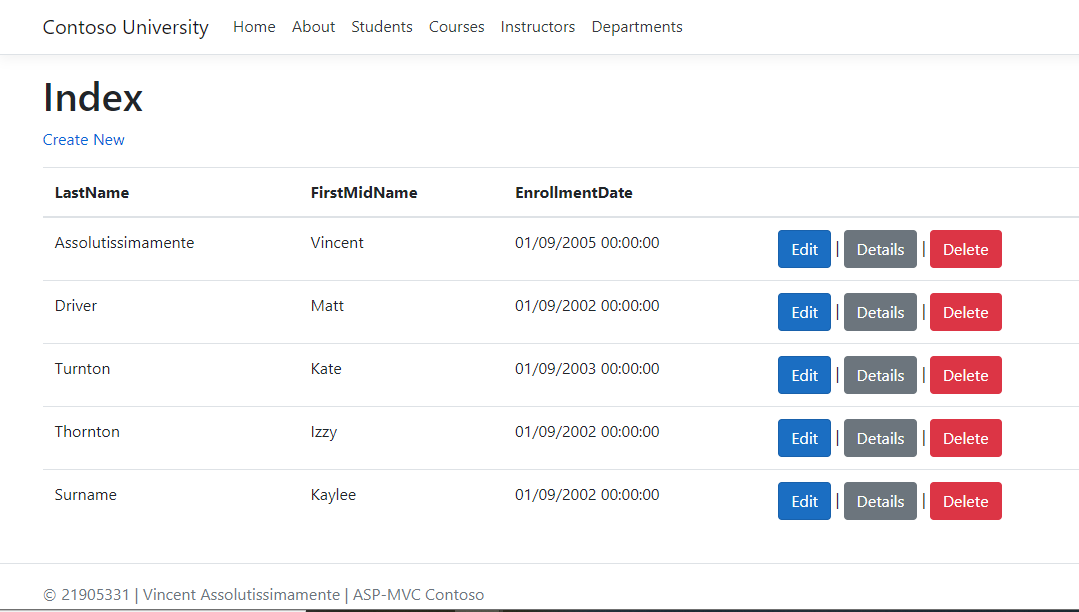 Contoso University Home About Students Courses Instructors Departments
Index
Create New
LastName FirstMidName EnrollmentDate
Assolutissimamente Vincent 01/09/2005 00:00:00 Edit | Details | Delete
Driver Matt 01/09/2002 00:00:00 Edit | Details | Delete
Turnton Kate 01/09/2003 00:00:00 Edit | Details | Delete
Thornton Izzy 01/09/2002 00:00:00 Edit | Details | Delete
Surname Kaylee 01/09/2002 00:00:00 Edit | Details | Delete
© 21905331 | Vincent Assolutissimamente | ASP-MVC Contoso